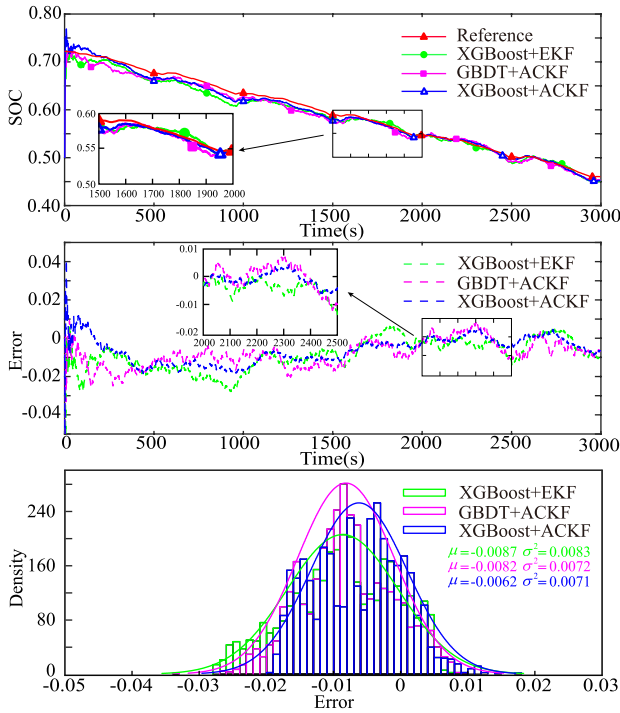 0.80
0.70
0.60
0.50
0.40
SOC
Reference
XGBoost+EKF
GBDT+ACKF
XGBoost+ACKF
0.60
0.55
0.50
1500 1600 1700 1800 1900 2000
0 500 1000 1500 2000 2500 3000
Time(s)
0.04
0.02
0
-0.02
-0.04
Error
0.01
0
-0.01
-0.02
2000 2100 2200 2300 2400 2500
XGBoost+EKF
GBDT+ACKF
XGBoost+ACKF
0 500 1000 1500 2000 2500 3000
Time(s)
240
160
80
0
Density
XGBoost+EKF
GBDT+ACKF
XGBoost+ACKF
μ=-0.0087 σ²=0.0083
μ=-0.0082 σ²=0.0072
μ=-0.0062 σ²=0.0071
-0.05 -0.04 -0.03 -0.02 -0.01 0 0.01 0.02 0.03
Error